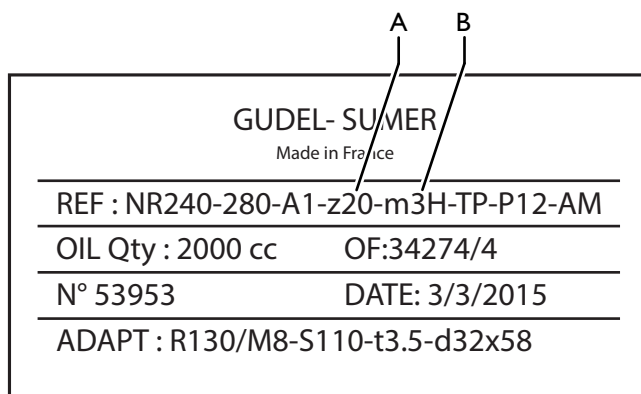 A B
GUDEL- SUMER
Made in France
REF : NR240-280-A1-z20-m3H-TP-P12-AM
OIL Qty : 2000 cc OF:34274/4
N° 53953 DATE: 3/3/2015
ADAPT : R130/M8-S110-t3.5-d32x58